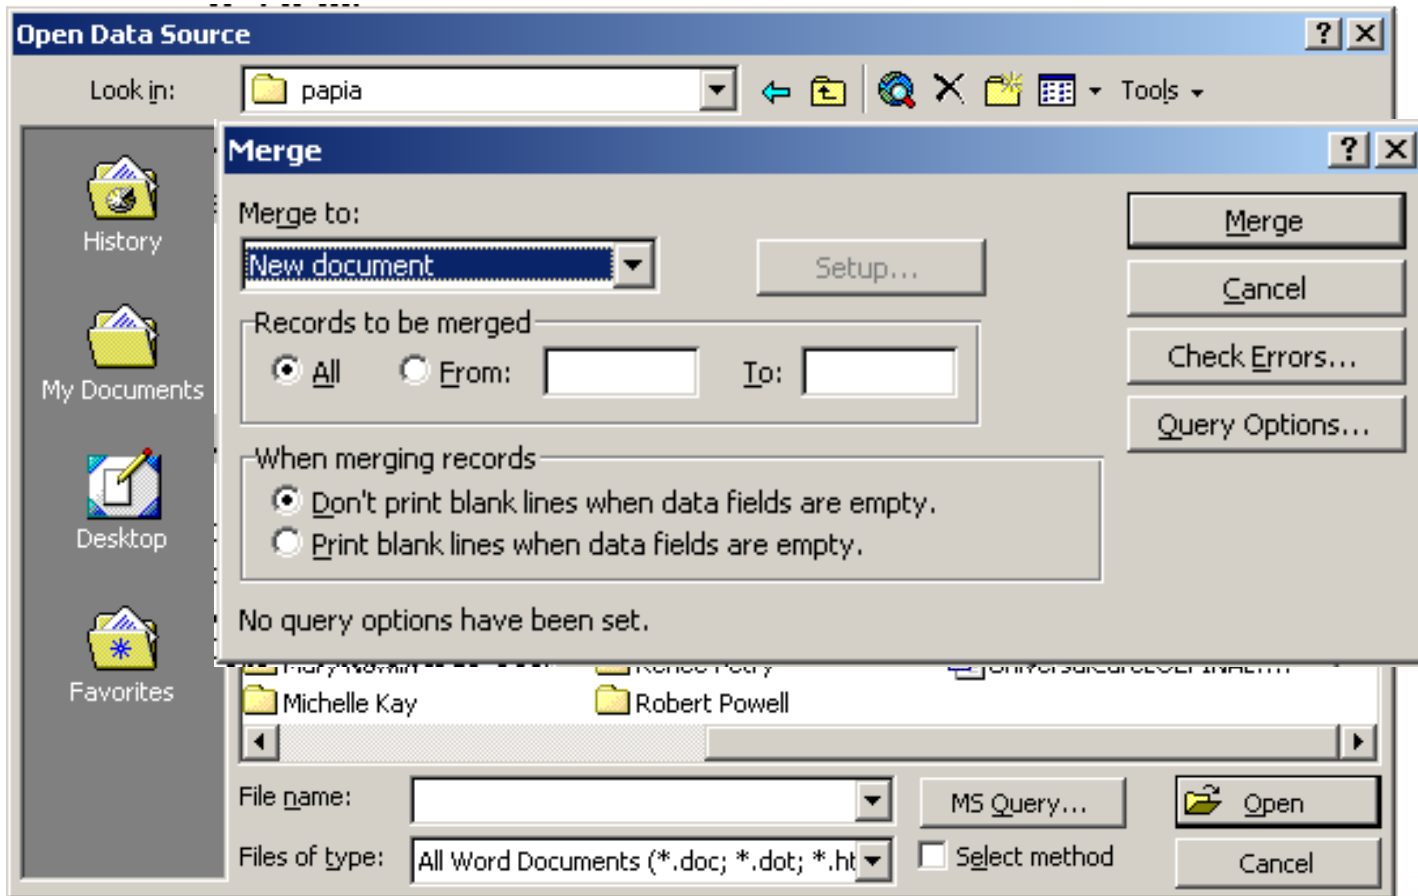 Open Data Source
Look in: papia Tools
Merge
Merge to:
New document
Setup...
Records to be merged
All From: To:
When merging records
Don't print blank lines when data fields are empty.
Print blank lines when data fields are empty.
No query options have been set.
Merge
Cancel
Check Errors...
Query Options...
History
My Documents
Desktop
Favorites
Michelle Kay Robert Powell
File name: MS Query... Open
Files of type: All Word Documents (*.doc; *.dot; *.ht Select method Cancel